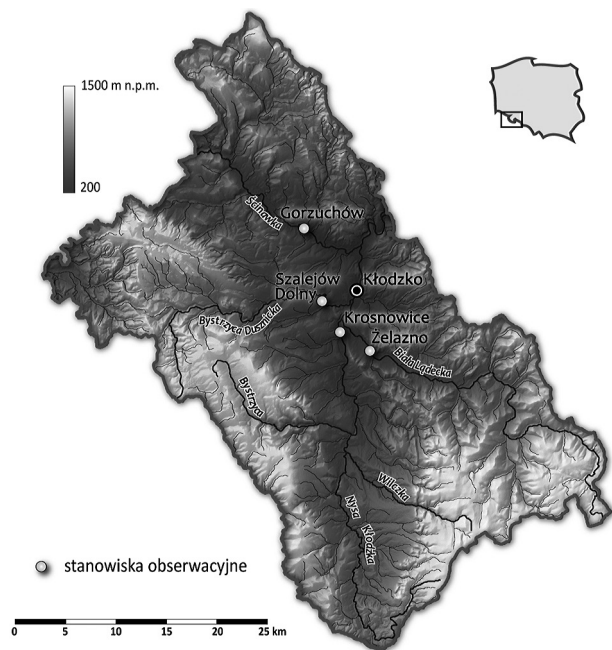 1500 m n.p.m.
200
Ścinawka
Gorzuchów
Szalejów
Dolny
Kłodzko
Krosnowice
Żelazno
Bystrzyca Dusznicka
Biała Lądecka
Bystrzyca
Wilczka
Nysa Kłodzka
stanowiska obserwacyjne
0 5 10 15 20 25 km